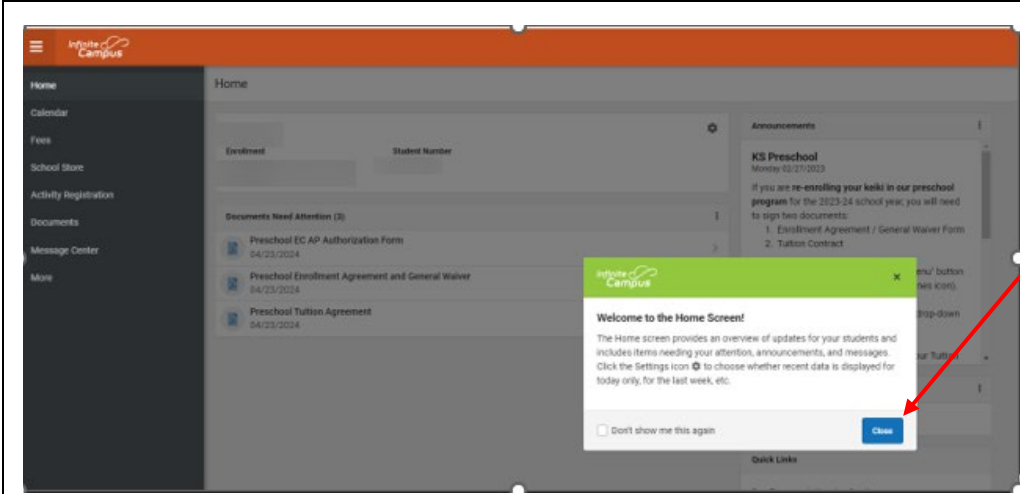 Infinite Campus
Home
Calendar
Fees
School Store
Activity Registration
Documents
Message Center
More
Home
Enrollment Student Number
Documents Need Attention (3)
Preschool EC AP Authorization Form
04/23/2024
Preschool Enrollment Agreement and General Waiver
04/23/2024
Preschool Tuition Agreement
04/23/2024
Announcements
KS Preschool
Monday 02/27/2023
If you are re-enrolling your keiki in our preschool
program for the 2023-24 school year, you will need
to sign two documents:
1. Enrollment Agreement / General Waiver Form
2. Tuition Contract
button
icon).
drop-down
Tuition
Quick Links
Infinite Campus
Welcome to the Home Screen!
The Home screen provides an overview of updates for your students and
includes items needing your attention, announcements, and messages.
Click the Settings icon to choose whether recent data is displayed for
today only, for the last week, etc.
Don't show me this again
Close